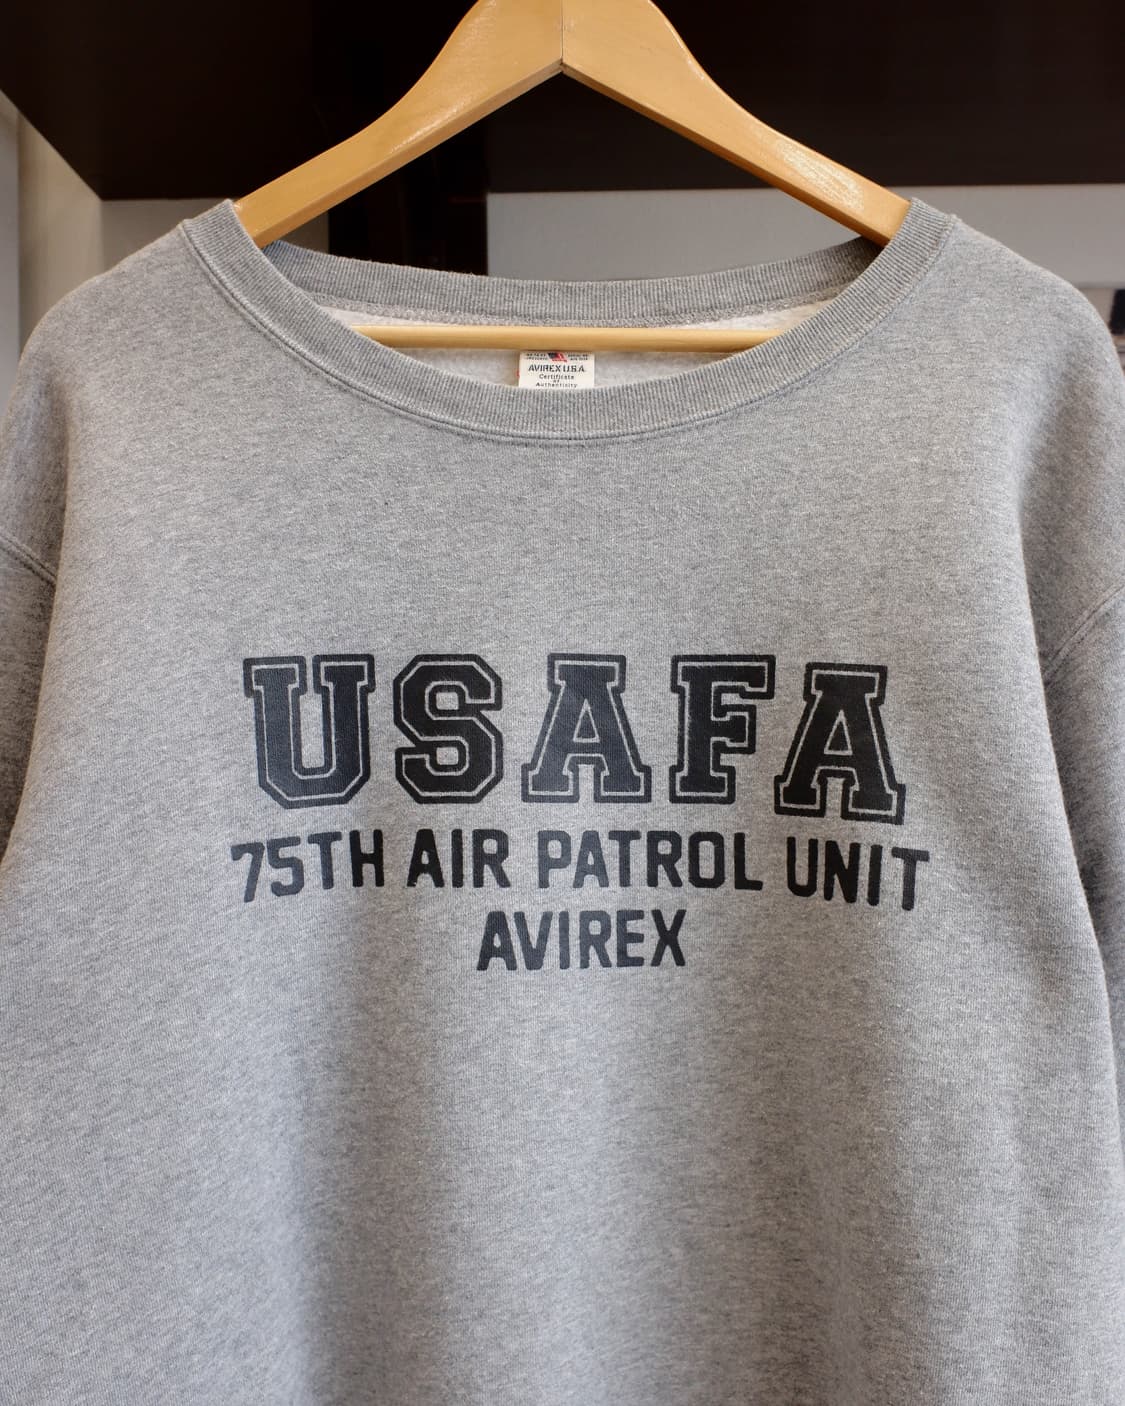 AVIREX U.S.A.
Certificate
of
Authenticity
USAFA
75TH AIR PATROL UNIT
AVIREX